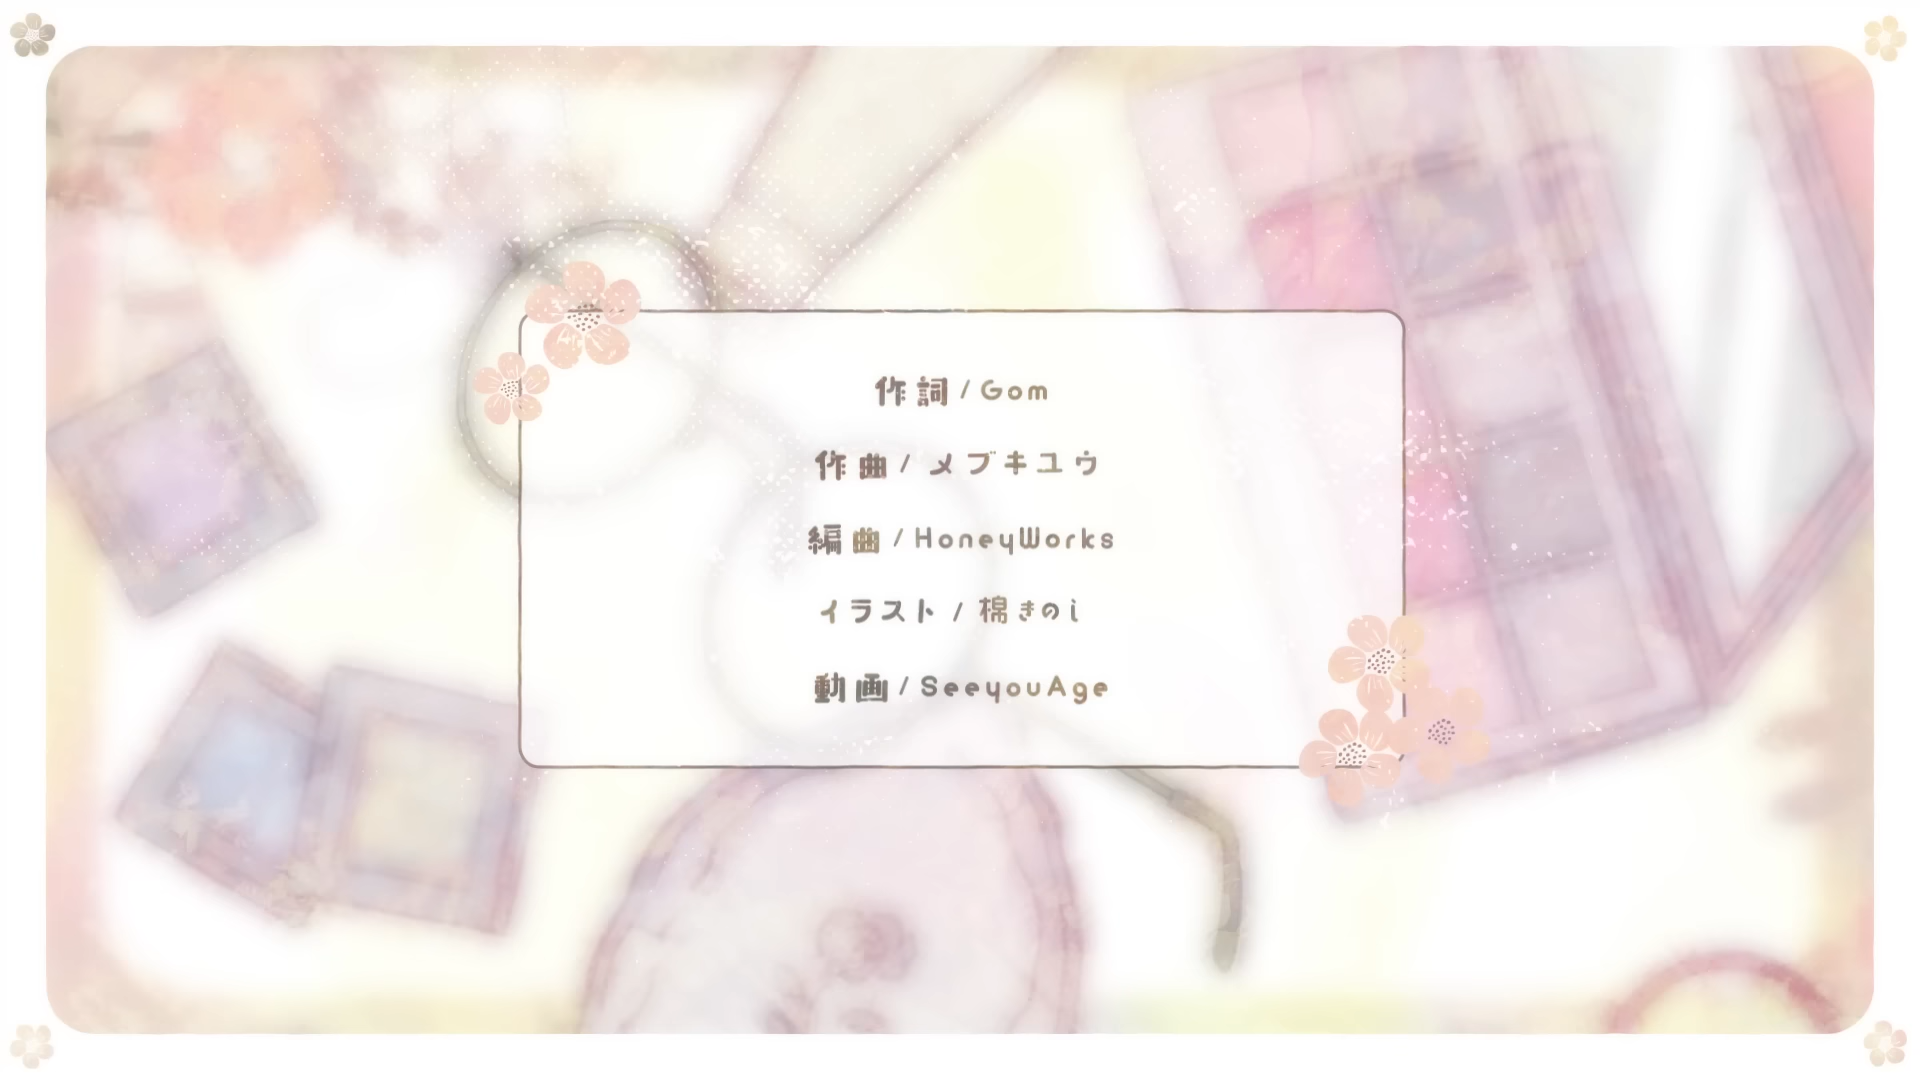 作詞 / Gom
作曲 / メブキユウ
編曲 / HoneyWorks
イラスト / 棉きのi
動画 / SeeyouAge